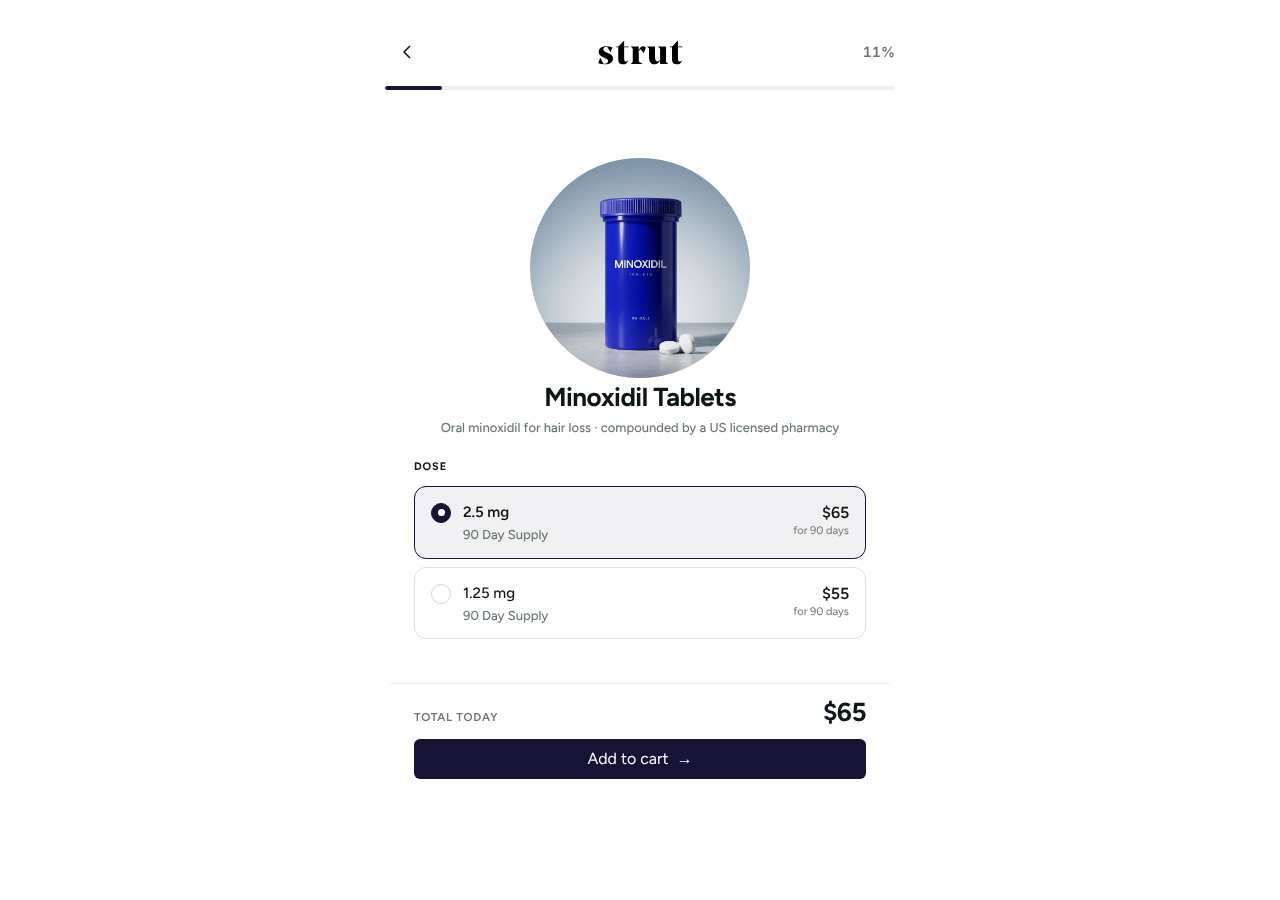 strut
11%
MINOXIDIL
TABLETS
Minoxidil Tablets
Oral minoxidil for hair loss · compounded by a US licensed pharmacy
DOSE
2.5 mg
$65
90 Day Supply
for 90 days
1.25 mg
$55
90 Day Supply
for 90 days
TOTAL TODAY
$65
Add to cart →